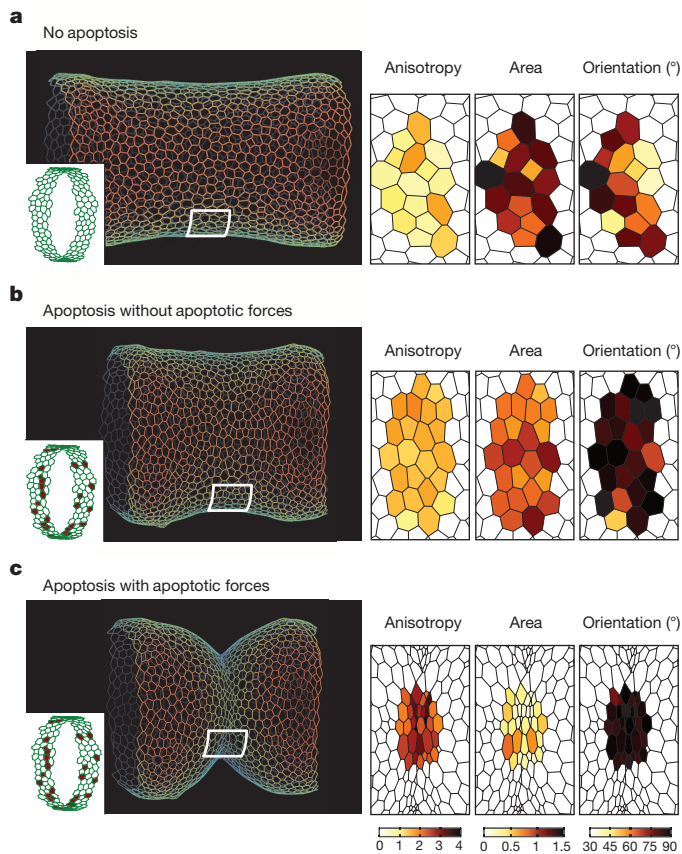 a
No apoptosis
Anisotropy Area Orientation (°)
b
Apoptosis without apoptotic forces
Anisotropy Area Orientation (°)
c
Apoptosis with apoptotic forces
Anisotropy Area Orientation (°)
0 1 2 3 4 0 0.5 1 1.5 30 45 60 75 90